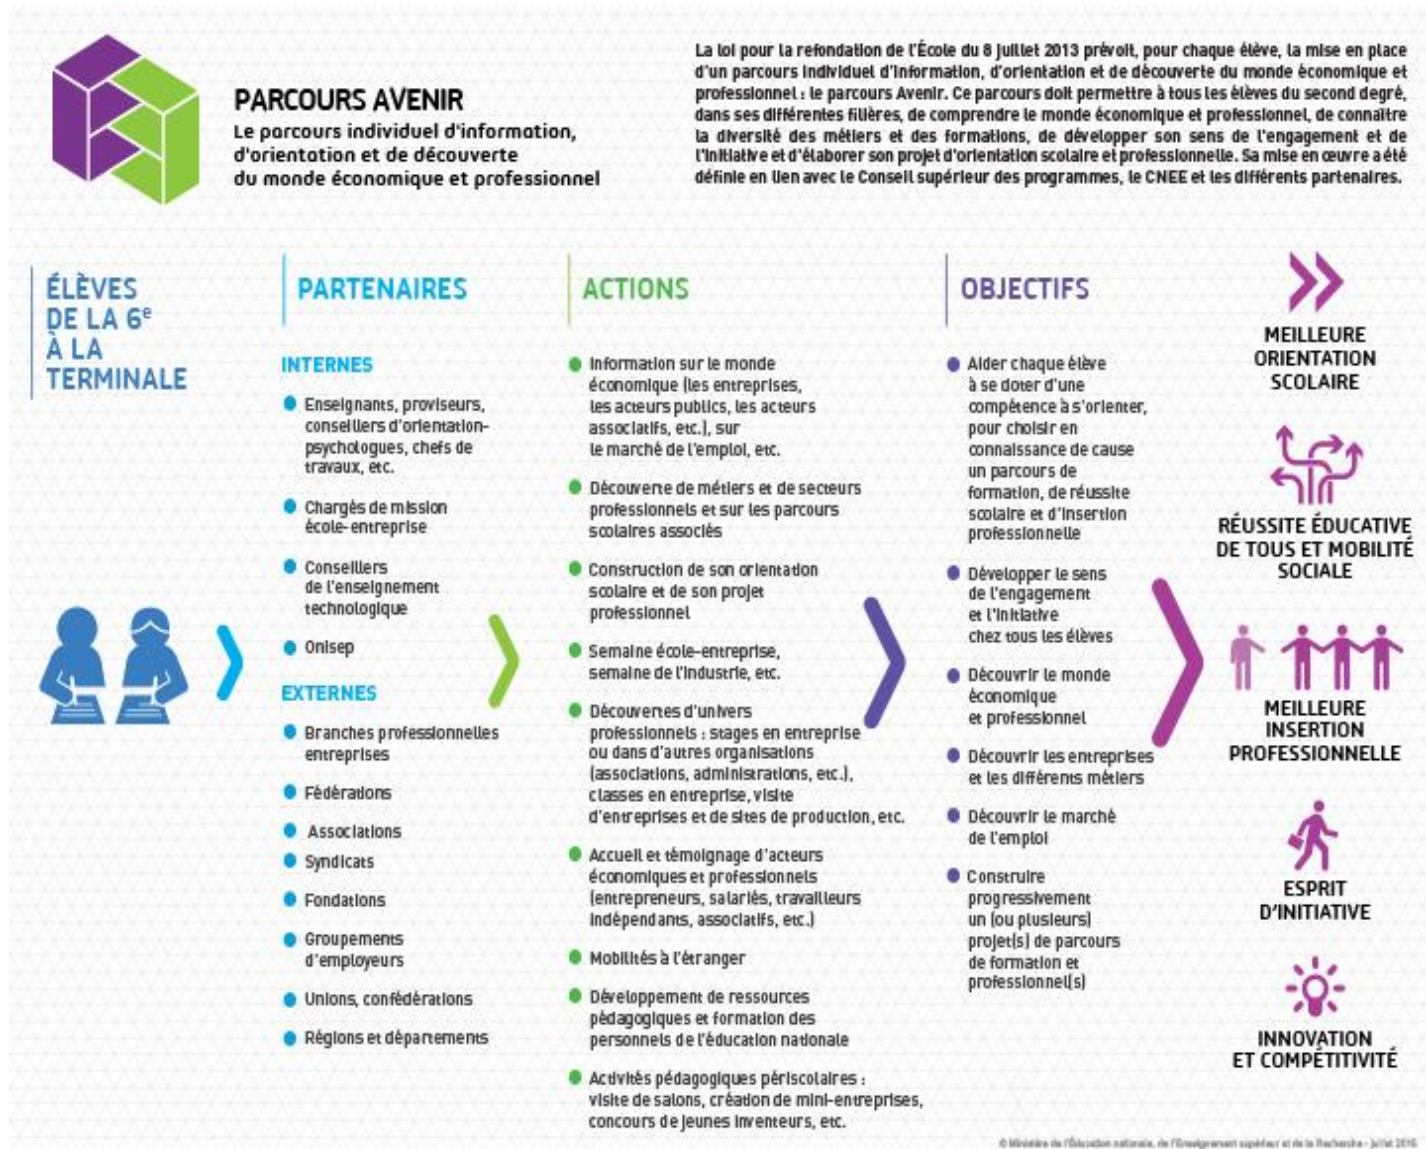 PARCOURS AVENIR
Le parcours individuel d'information,
d'orientation et de découverte
du monde économique et professionnel
La loi pour la refondation de l'École du 8 juillet 2013 prévoit, pour chaque élève, la mise en place
d'un parcours individuel d'information, d'orientation et de découverte du monde économique et
professionnel : le parcours Avenir. Ce parcours doit permettre à tous les élèves du second degré,
dans ses différentes filières, de comprendre le monde économique et professionnel, de connaître
la diversité des métiers et des formations, de développer son sens de l'engagement et de
l'initiative et d'élaborer son projet d'orientation scolaire et professionnelle. Sa mise en œuvre a été
définie en lien avec le Conseil supérieur des programmes, le CNEE et les différents partenaires.
ÉLÈVES
DE LA 6e
À LA
TERMINALE
PARTENAIRES
INTERNES
Enseignants, proviseurs,
conseillers d'orientation-
psychologues, chefs de
travaux, etc.
Chargés de mission
école-entreprise
Conseillers
de l'enseignement
technologique
Onisep
EXTERNES
Branches professionnelles
entreprises
Fédérations
Associations
Syndicats
Fondations
Groupements
d'employeurs
Unions, confédérations
Régions et départements
ACTIONS
Information sur le monde
économique (les entreprises,
les acteurs publics, les acteurs
associatifs, etc.), sur
le marché de l'emploi, etc.
Découverte de métiers et de secteurs
professionnels et sur les parcours
scolaires associés
Construction de son orientation
scolaire et de son projet
professionnel
Semaine école-entreprise,
semaine de l'industrie, etc.
Découvertes d'univers
professionnels : stages en entreprise
ou dans d'autres organisations
(associations, administrations, etc.),
classes en entreprise, visite
d'entreprises et de sites de production, etc.
Accueil et témoignage d'acteurs
économiques et professionnels
(entrepreneurs, salariés, travailleurs
indépendants, associatifs, etc.)
Mobilités à l'étranger
Développement de ressources
pédagogiques et formation des
personnels de l'éducation nationale
Activités pédagogiques périscolaires :
visite de salons, création de mini-entreprises,
concours de jeunes inventeurs, etc.
OBJECTIFS
Aider chaque élève
à se doter d'une
compétence à s'orienter,
pour choisir en
connaissance de cause
un parcours de
formation, de réussite
scolaire et d'insertion
professionnelle
Développer le sens
de l'engagement
et l'initiative
chez tous les élèves
Découvrir le monde
économique
et professionnel
Découvrir les entreprises
et les différents métiers
Découvrir le marché
de l'emploi
Construire
progressivement
un (ou plusieurs)
projet(s) de parcours
de formation et
professionnel(s)
MEILLEURE
ORIENTATION
SCOLAIRE
RÉUSSITE ÉDUCATIVE
DE TOUS ET MOBILITÉ
SOCIALE
MEILLEURE
INSERTION
PROFESSIONNELLE
ESPRIT
D'INITIATIVE
INNOVATION
ET COMPÉTITIVITÉ
© Ministère de l'Éducation nationale, de l'Enseignement supérieur et de la Recherche - juillet 2015